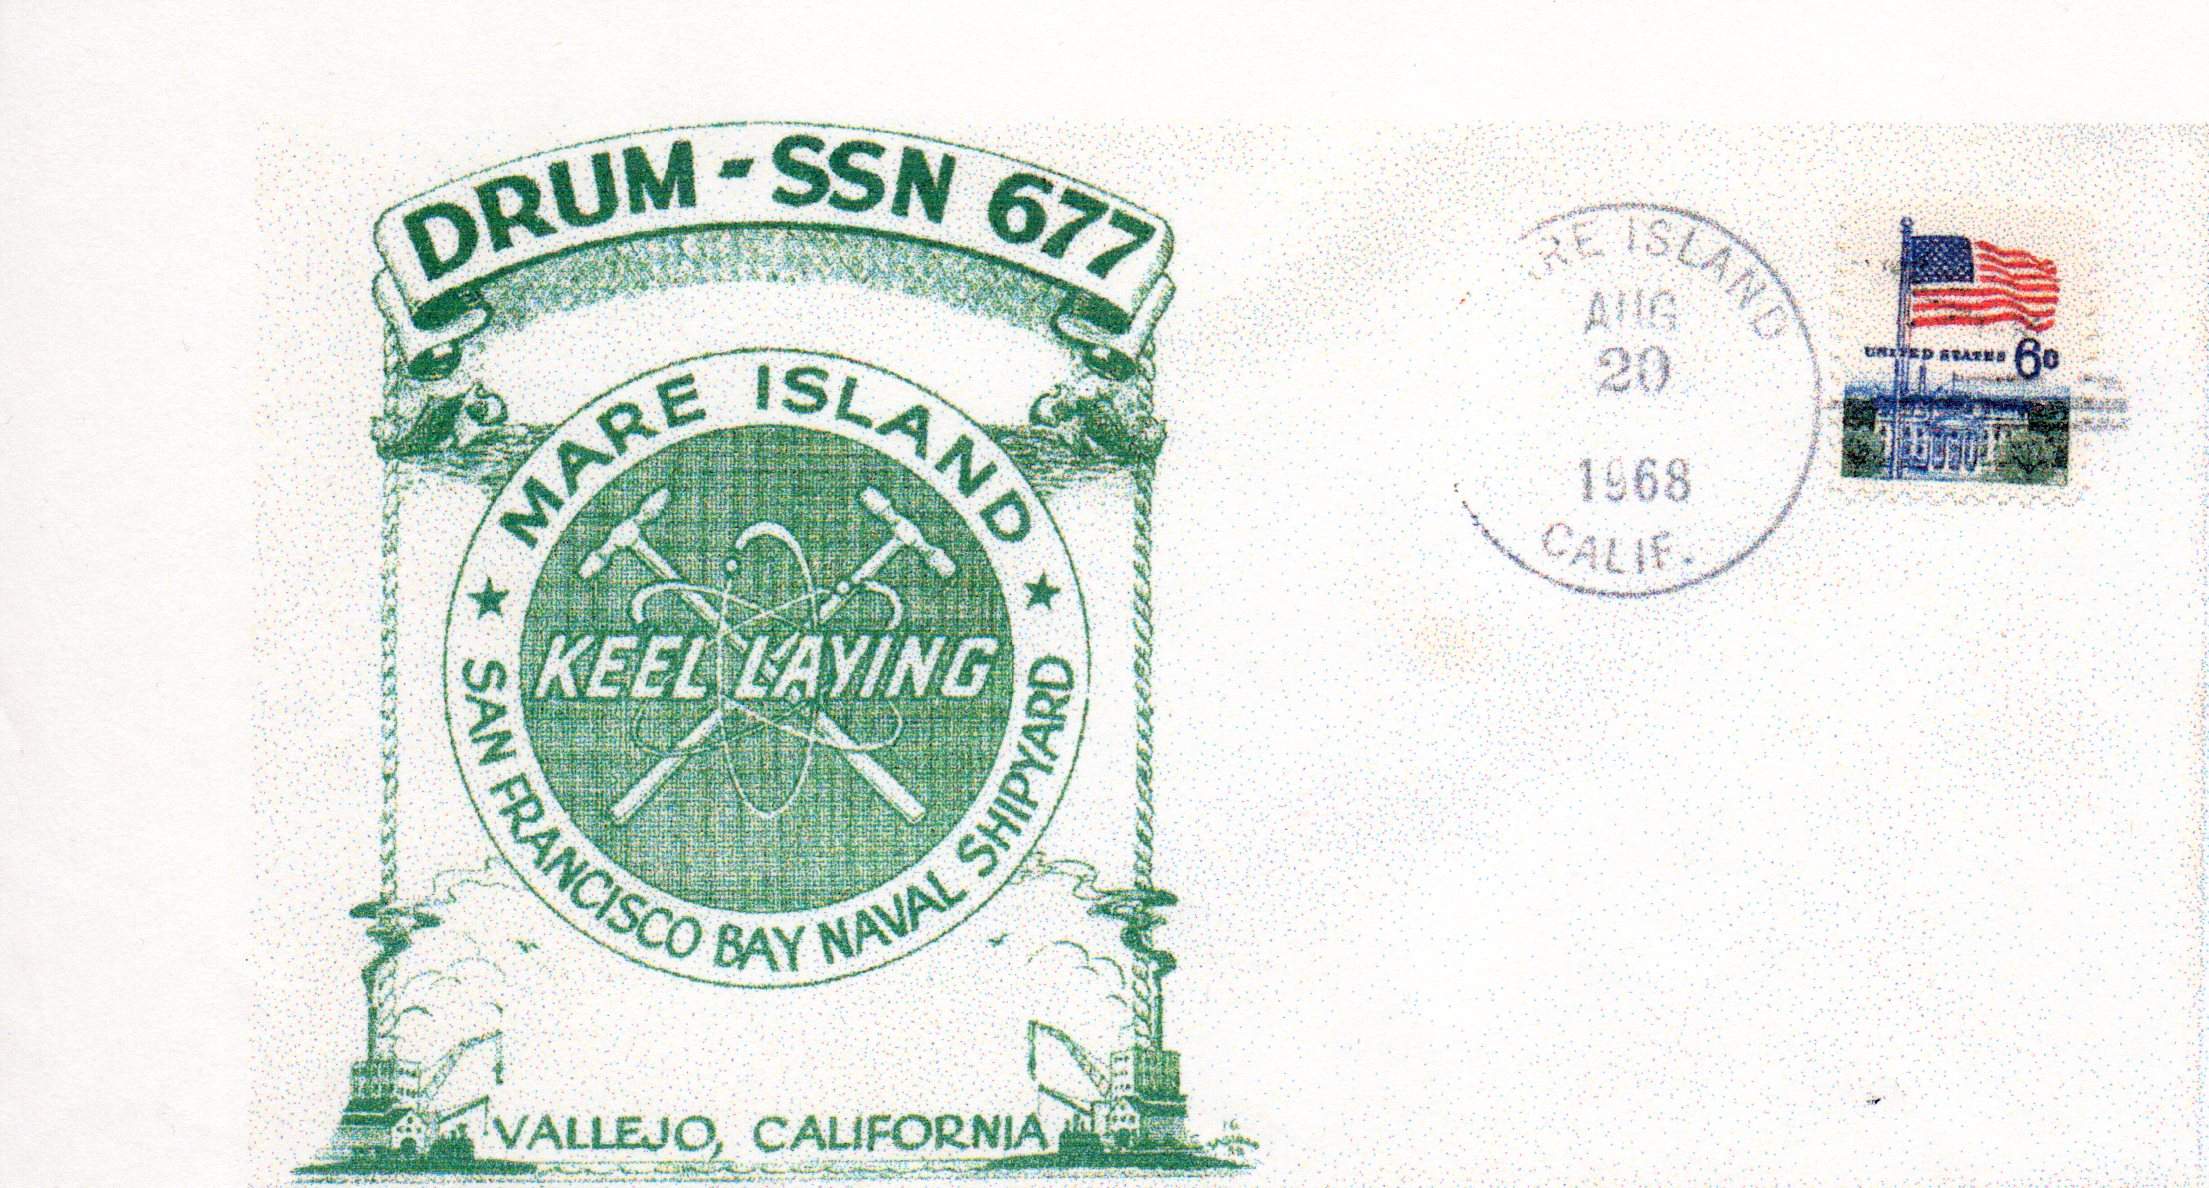 DRUM - SSN 677
MARE ISLAND
KEEL LAYING
SAN FRANCISCO BAY NAVAL SHIPYARD
VALLEJO, CALIFORNIA
RE ISLAND
AUG
20
1968
CALIF.
UNITED STATES 6c